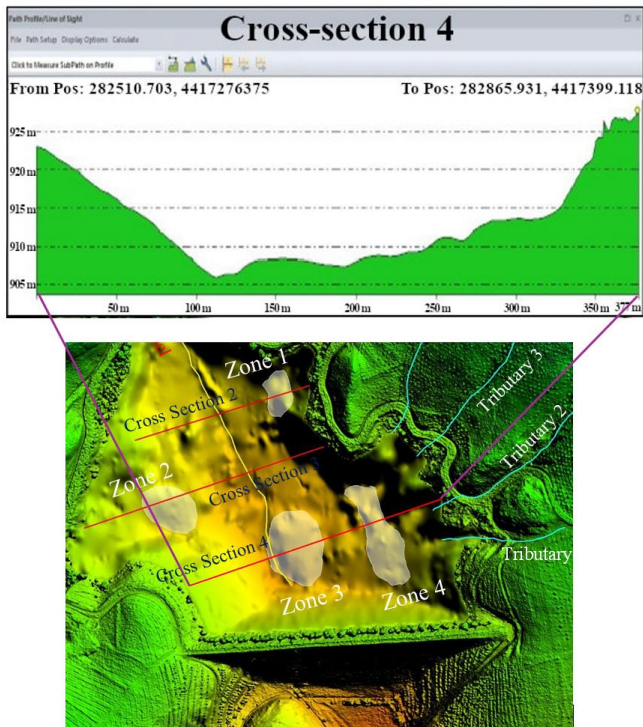 Path Profile/Line of Sight
Cross-section 4
File Path Setup Display Options Calculate
Click to Measure SubPath on Profile
From Pos: 282510.703, 4417276375
To Pos: 282865.931, 4417399.118
925 m
920 m
915 m
910 m
905 m
50 m 100 m 150 m 200 m 250 m 300 m 350 m 377 m
Zone 1
Cross Section 2
Tributary 3
Tributary 2
Zone 2
Cross Section 3
Cross Section 4
Tributary
Zone 3
Zone 4